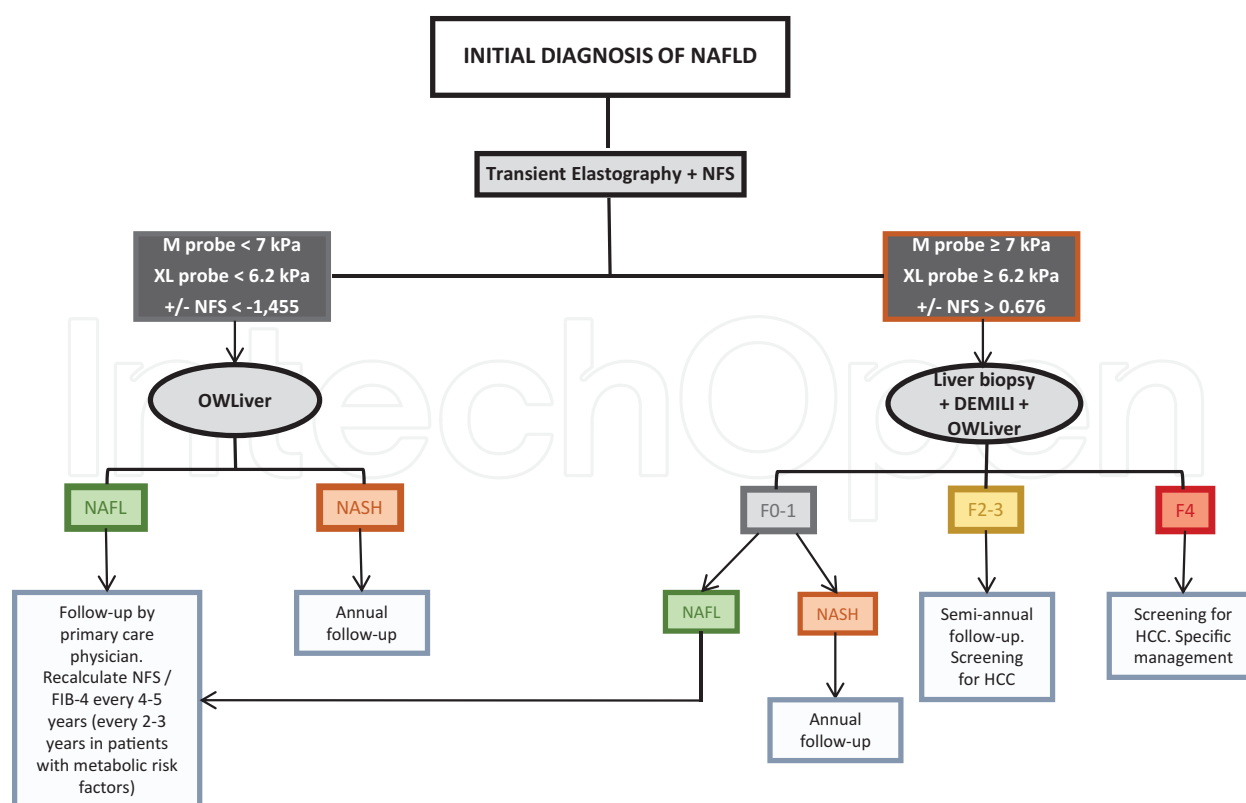 INITIAL DIAGNOSIS OF NAFLD
Transient Elastography + NFS
M probe < 7 kPa
XL probe < 6.2 kPa
+/- NFS < -1,455
M probe ≥ 7 kPa
XL probe ≥ 6.2 kPa
+/- NFS > 0.676
OWLiver
Liver biopsy
+ DEMILI +
OWLiver
IntechOpen
NAFL
NASH
F0-1
F2-3
F4
Follow-up by
primary care
physician.
Recalculate NFS /
FIB-4 every 4-5
years (every 2-3
years in patients
with metabolic risk
factors)
Annual
follow-up
NAFL
NASH
Semi-annual
follow-up.
Screening
for HCC
Screening for
HCC. Specific
management
Annual
follow-up